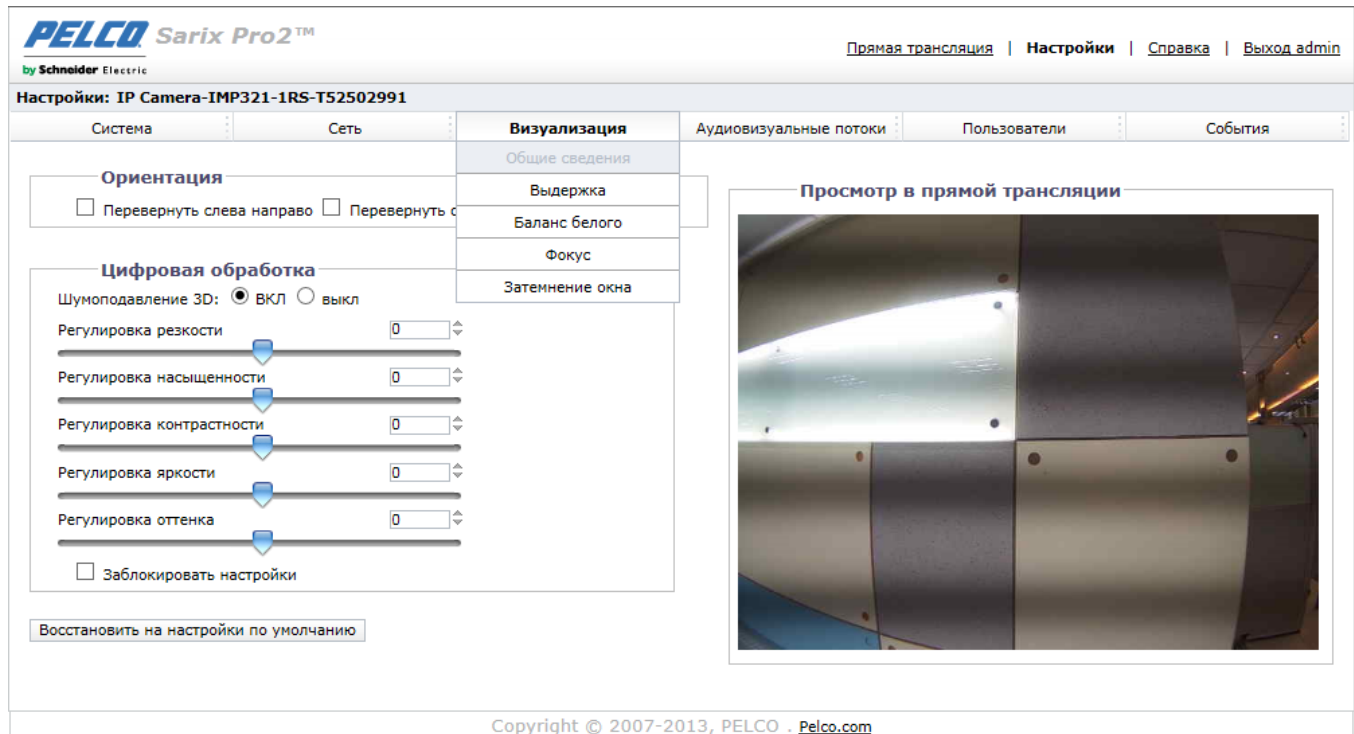 PELCO Sarix Pro2™
by Schneider Electric
Прямая трансляция | Настройки | Справка | Выход admin
Настройки: IP Camera-IMP321-1RS-T52502991
Система Сеть Визуализация Аудиовизуальные потоки Пользователи События
Общие сведения
Выдержка
Баланс белого
Фокус
Затемнение окна
Ориентация
Перевернуть слева направо Перевернуть с
Цифровая обработка
Шумоподавление 3D: ВКЛ выкл
Регулировка резкости 0
Регулировка насыщенности 0
Регулировка контрастности 0
Регулировка яркости 0
Регулировка оттенка 0
Заблокировать настройки
Восстановить на настройки по умолчанию
Просмотр в прямой трансляции
Copyright © 2007-2013, PELCO . Pelco.com